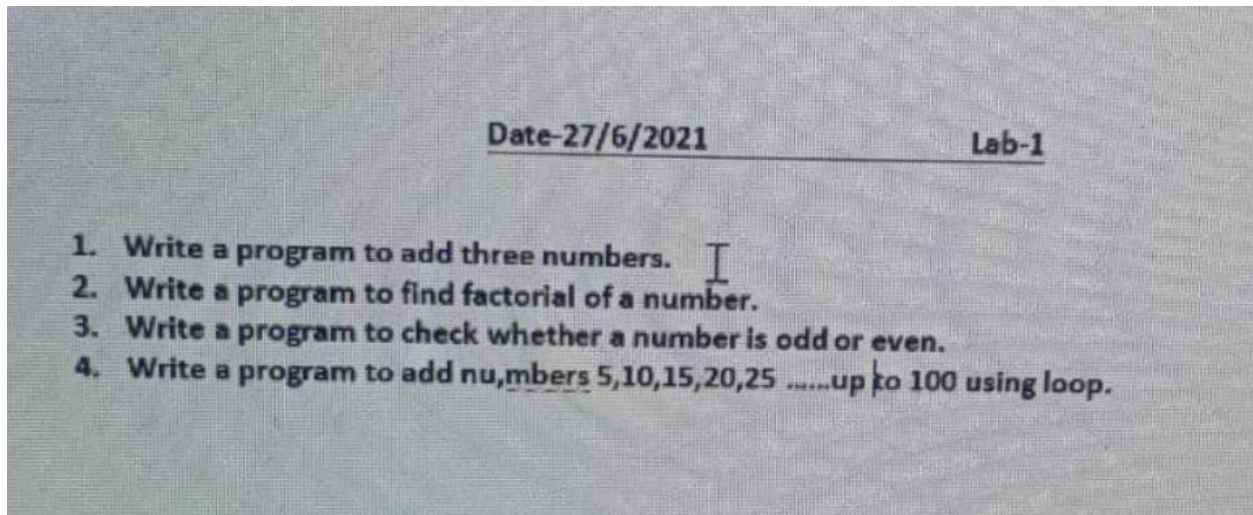 Date-27/6/2021 Lab-1
1. Write a program to add three numbers.
2. Write a program to find factorial of a number.
3. Write a program to check whether a number is odd or even.
4. Write a program to add nu,mbers 5,10,15,20,25 ......up to 100 using loop.